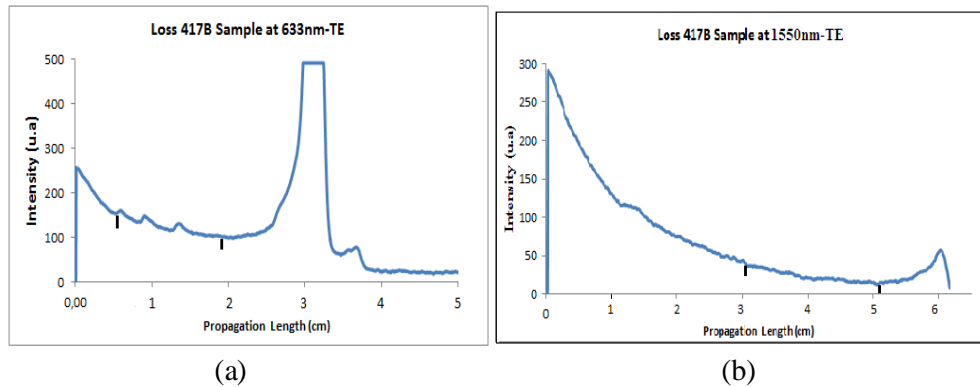 Loss 417B Sample at 633nm-TE
Intensity (u.a)
500
400
300
200
100
0
0,00 1 2 3 4 5
Propagation Length (cm)
(a)
Loss 417B Sample at 1550nm-TE
Intensity (u.a)
300
250
200
150
100
50
0
0 1 2 3 4 5 6
Propagation Length (cm)
(b)